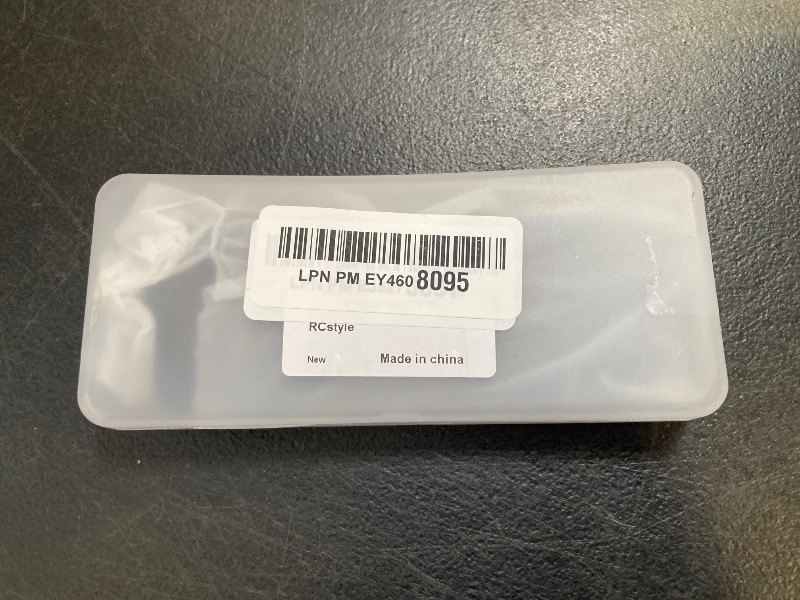 LPN PM EY460 8095
RCstyle
New Made in china